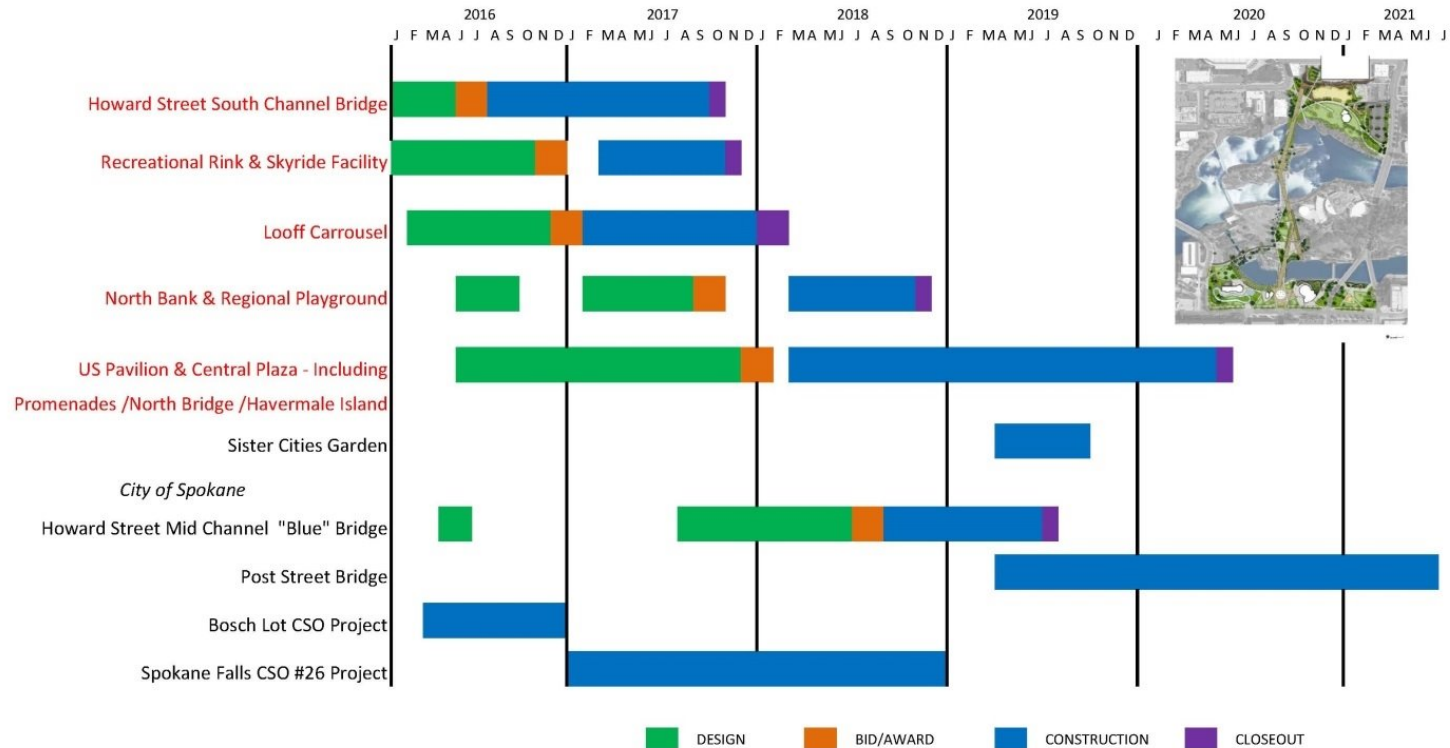 2016 2017 2018 2019 2020 2021
J F M A M J J A S O N D J F M A M J J A S O N D J F M A M J J A S O N D J F M A M J J A S O N D J F M A M J J A S O N D J F M A M J J
Howard Street South Channel Bridge
Recreational Rink & Skyride Facility
Looff Carrousel
North Bank & Regional Playground
US Pavilion & Central Plaza - Including
Promenades /North Bridge /Havermale Island
Sister Cities Garden
City of Spokane
Howard Street Mid Channel "Blue" Bridge
Post Street Bridge
Bosch Lot CSO Project
Spokane Falls CSO #26 Project
DESIGN BID/AWARD CONSTRUCTION CLOSEOUT